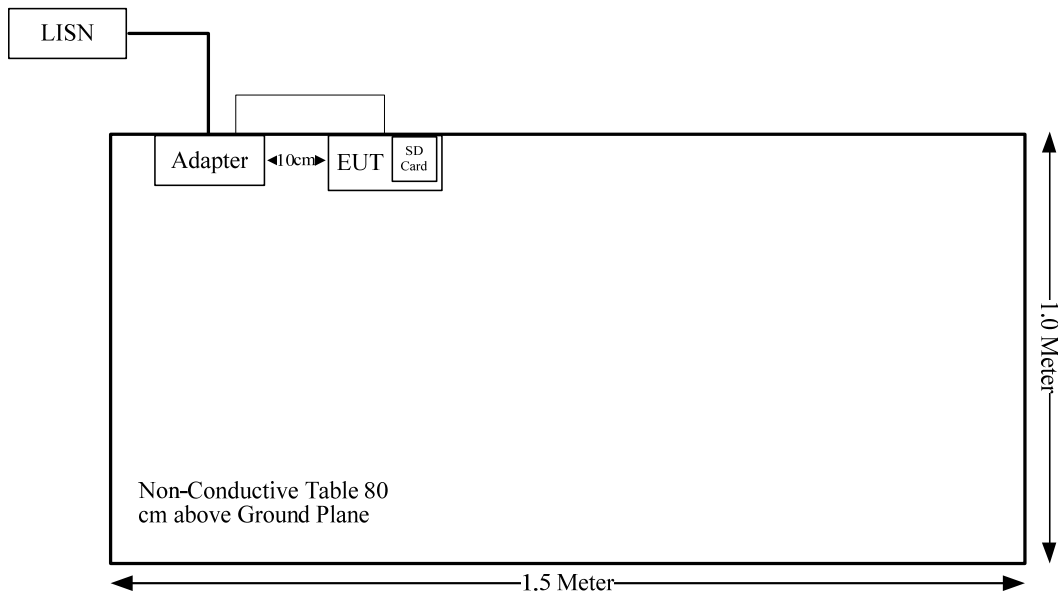 LISN
Adapter
10cm
EUT
SD
Card
1.0 Meter
Non-Conductive Table 80
cm above Ground Plane
1.5 Meter